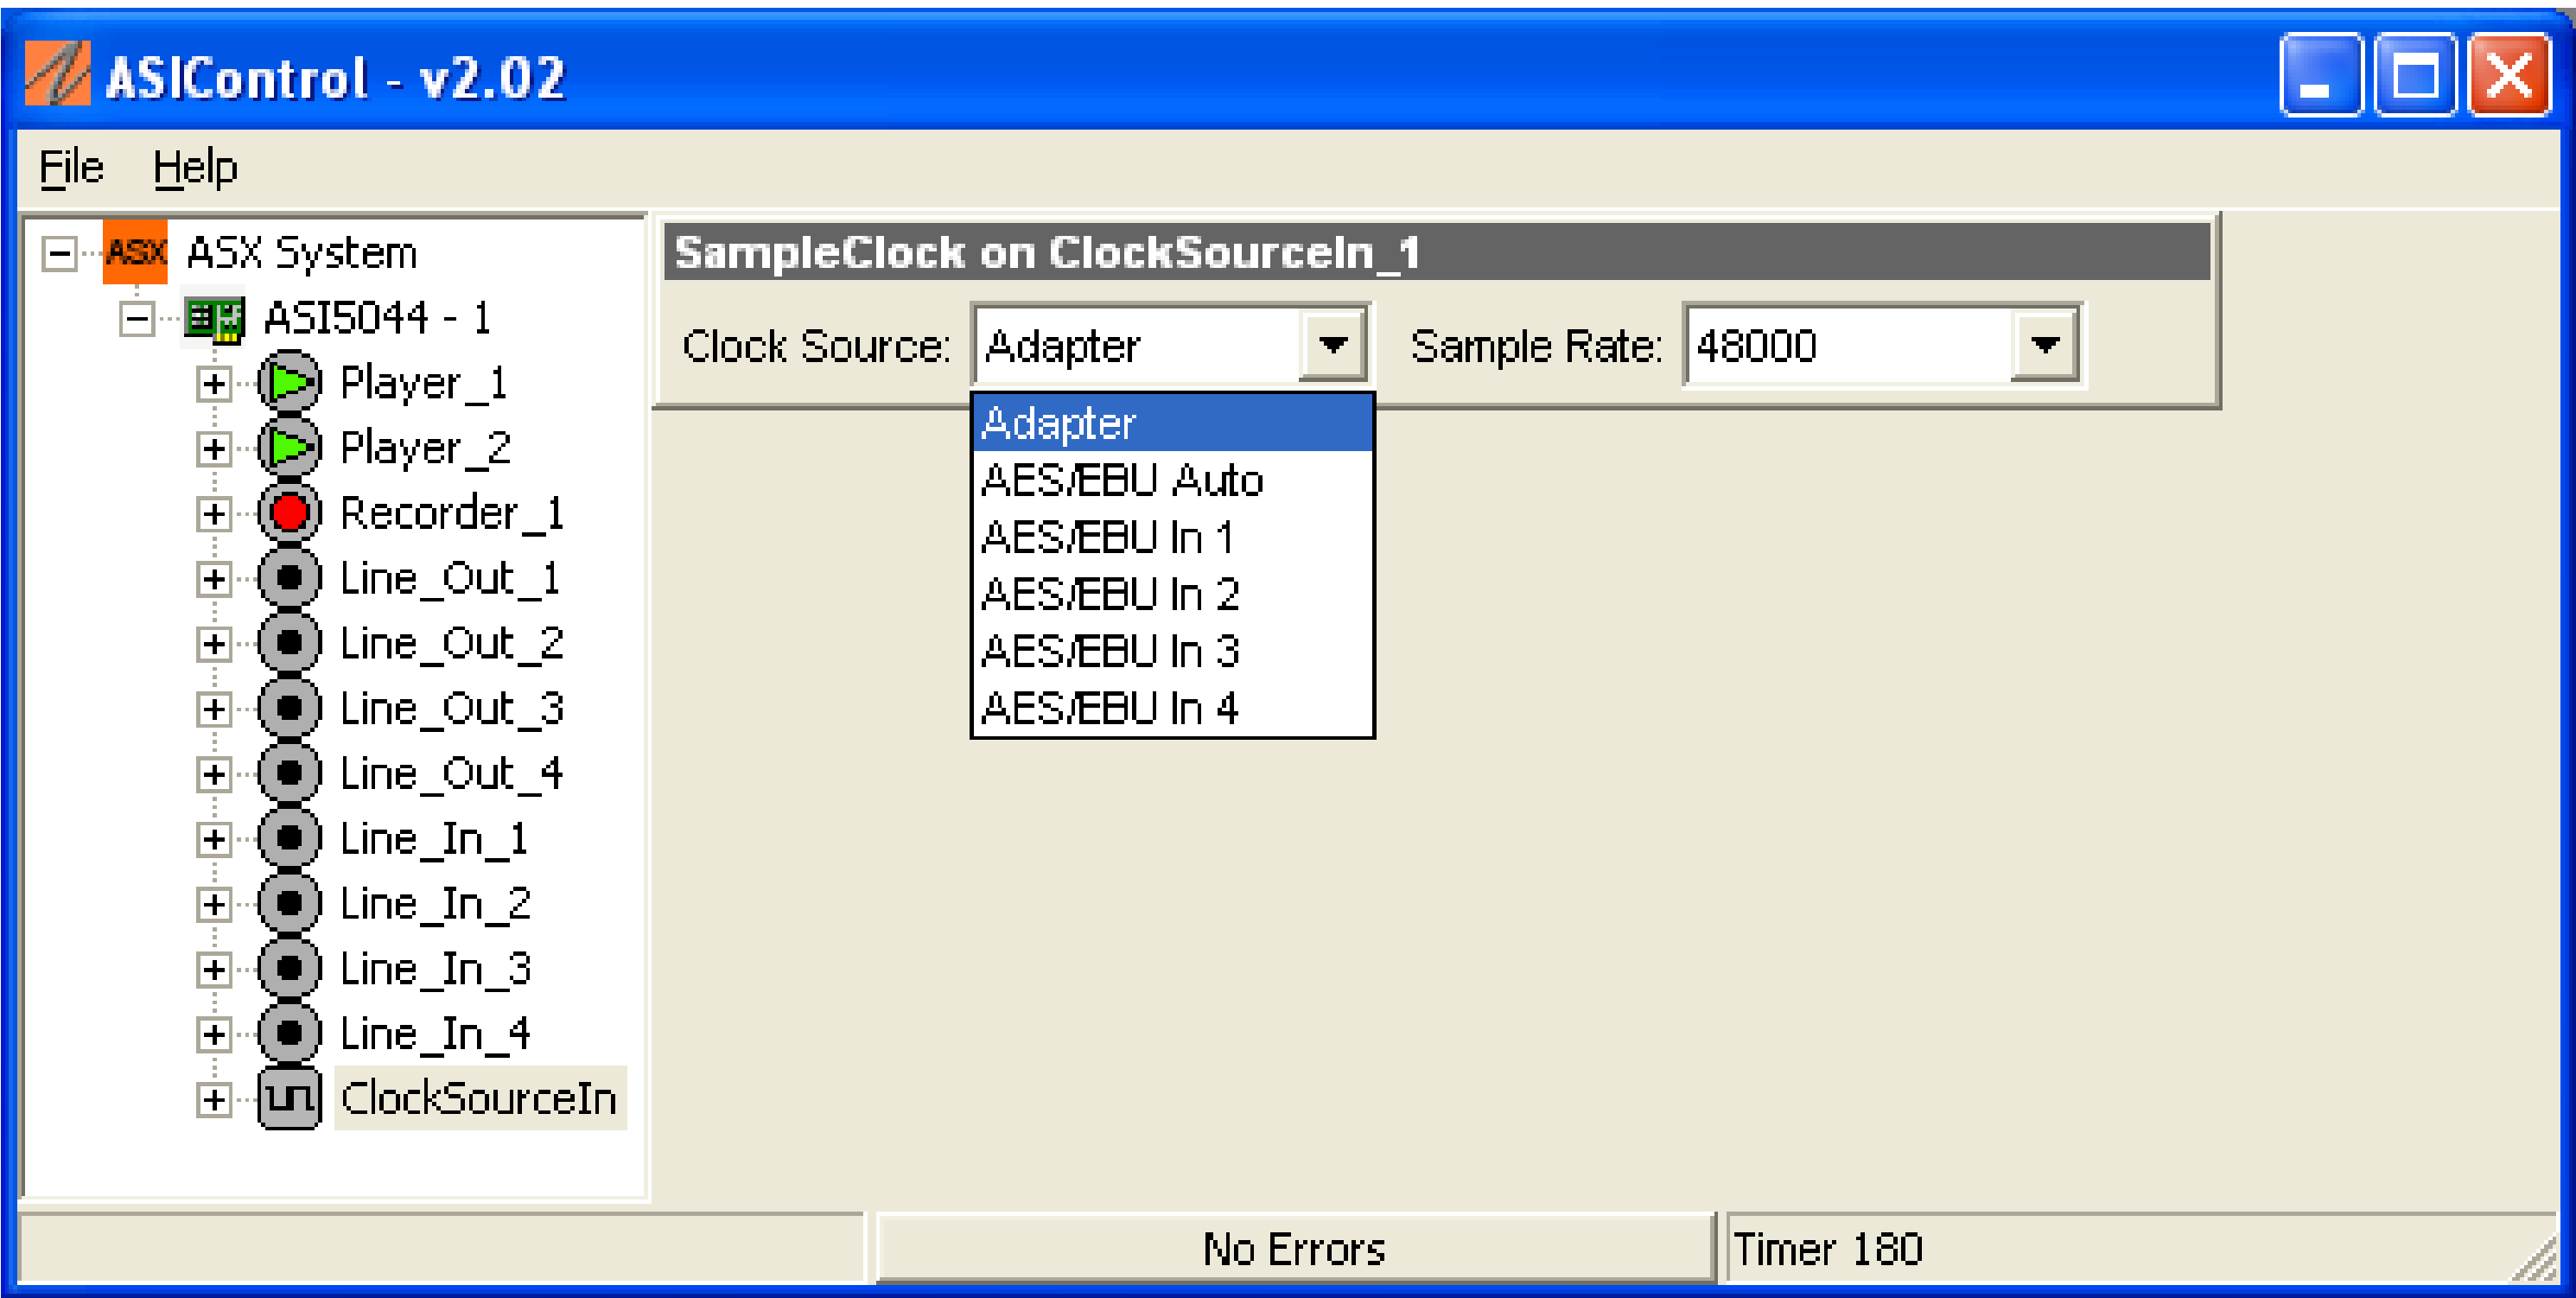 ASIControl - v2.02
File Help
ASX ASX System
ASI5044 - 1
Player_1
Player_2
Recorder_1
Line_Out_1
Line_Out_2
Line_Out_3
Line_Out_4
Line_In_1
Line_In_2
Line_In_3
Line_In_4
ClockSourceIn
SampleClock on ClockSourceIn_1
Clock Source: Adapter Sample Rate: 48000
Adapter
AES/EBU Auto
AES/EBU In 1
AES/EBU In 2
AES/EBU In 3
AES/EBU In 4
No Errors Timer 180